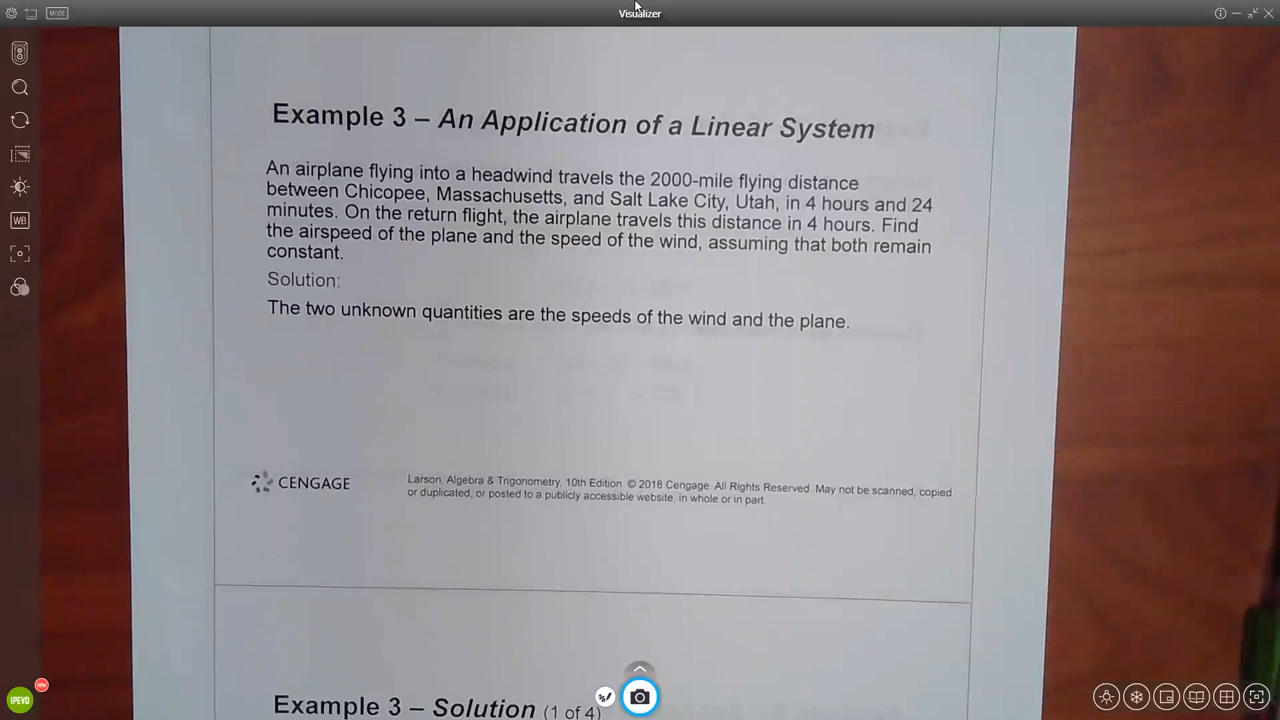 MODE
Visualizer
WB
Example 3 – An Application of a Linear System
An airplane flying into a headwind travels the 2000-mile flying distance
between Chicopee, Massachusetts, and Salt Lake City, Utah, in 4 hours and 24
minutes. On the return flight, the airplane travels this distance in 4 hours. Find
the airspeed of the plane and the speed of the wind, assuming that both remain
constant.
Solution:
The two unknown quantities are the speeds of the wind and the plane.
CENGAGE
Larson, Algebra & Trigonometry, 10th Edition. © 2018 Cengage. All Rights Reserved. May not be scanned, copied
or duplicated, or posted to a publicly accessible website, in whole or in part.
Example 3 – Solution (1 of 4)
IPEVO